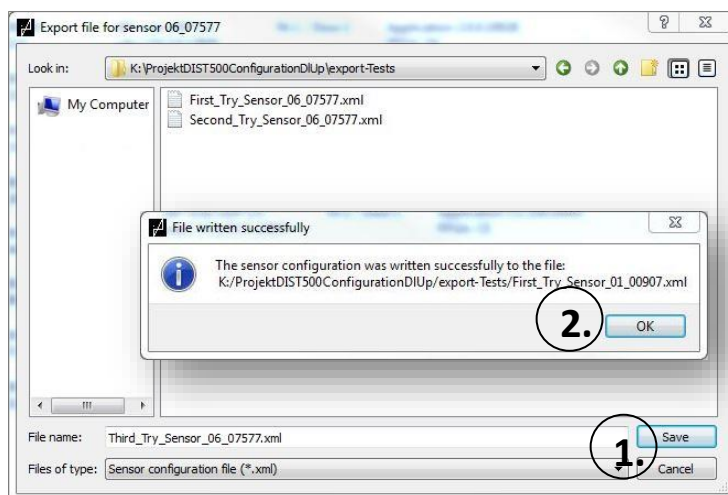 Export file for sensor 06_07577
Look in: K:\ProjektDIST500ConfigurationDlUp\export-Tests
My Computer
First_Try_Sensor_06_07577.xml
Second_Try_Sensor_06_07577.xml
File written successfully
The sensor configuration was written successfully to the file:
K:/ProjektDIST500ConfigurationDlUp/export-Tests/First_Try_Sensor_01_00907.xml
2. OK
File name: Third_Try_Sensor_06_07577.xml Save
1.
Files of type: Sensor configuration file (*.xml) Cancel